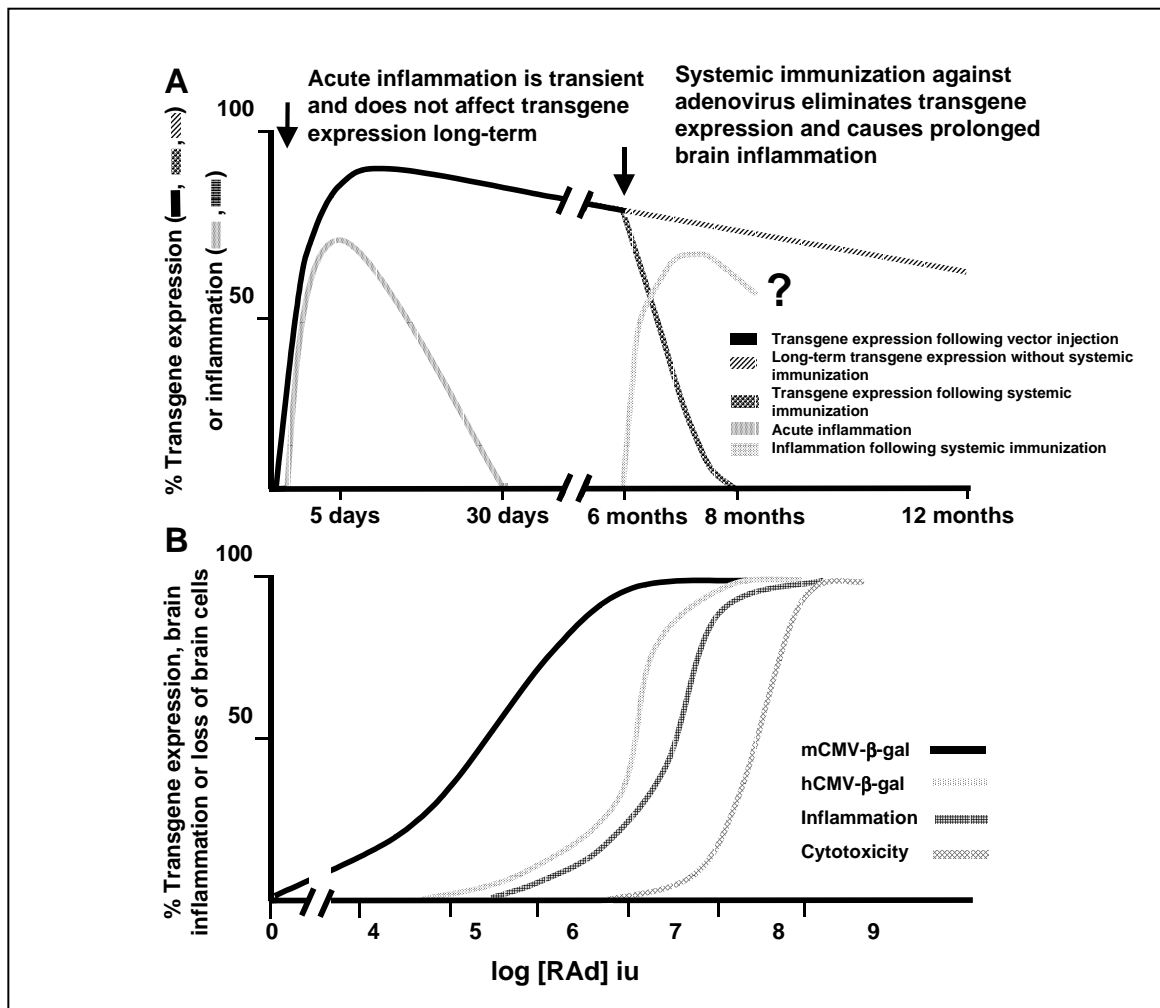 A
Acute inflammation is transient
and does not affect transgene
expression long-term
Systemic immunization against
adenovirus eliminates transgene
expression and causes prolonged
brain inflammation
% Transgene expression ( , , )
or inflammation ( , )
100
50
?
Transgene expression following vector injection
Long-term transgene expression without systemic
immunization
Transgene expression following systemic
immunization
Acute inflammation
Inflammation following systemic immunization
5 days
30 days
6 months
8 months
12 months
B
% Transgene expression, brain
inflammation or loss of brain cells
100
50
mCMV-β-gal
hCMV-β-gal
Inflammation
Cytotoxicity
0
4
5
6
7
8
9
log [RAd] iu